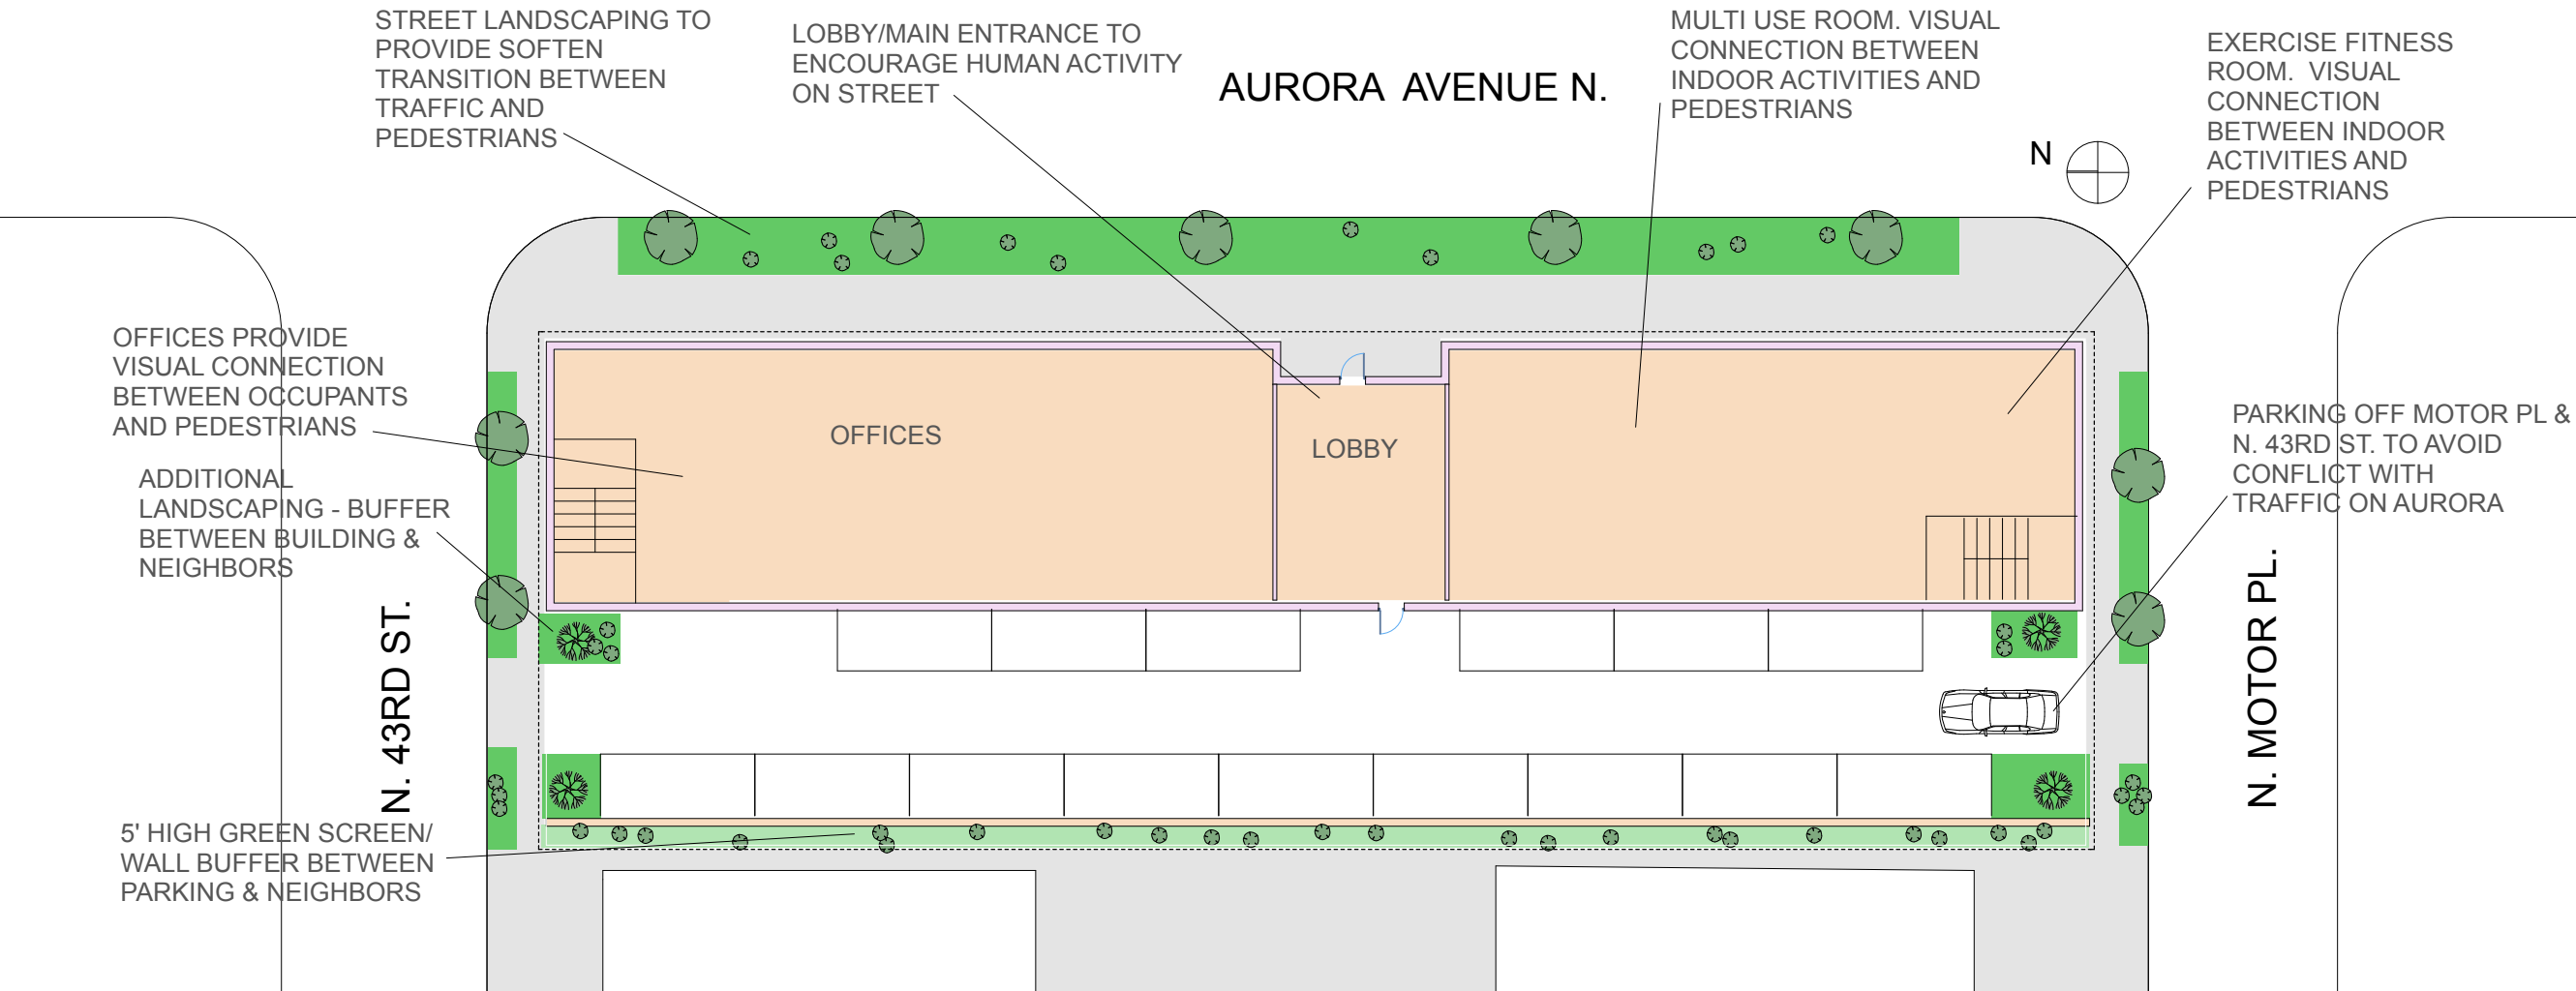 STREET LANDSCAPING TO
PROVIDE SOFTEN
TRANSITION BETWEEN
TRAFFIC AND
PEDESTRIANS
LOBBY/MAIN ENTRANCE TO
ENCOURAGE HUMAN ACTIVITY
ON STREET
AURORA AVENUE N.
MULTI USE ROOM. VISUAL
CONNECTION BETWEEN
INDOOR ACTIVITIES AND
PEDESTRIANS
EXERCISE FITNESS
ROOM. VISUAL
CONNECTION
BETWEEN INDOOR
ACTIVITIES AND
PEDESTRIANS
N
OFFICES PROVIDE
VISUAL CONNECTION
BETWEEN OCCUPANTS
AND PEDESTRIANS
OFFICES
LOBBY
PARKING OFF MOTOR PL &
N. 43RD ST. TO AVOID
CONFLICT WITH
TRAFFIC ON AURORA
ADDITIONAL
LANDSCAPING - BUFFER
BETWEEN BUILDING &
NEIGHBORS
N. 43RD ST.
N. MOTOR PL.
5' HIGH GREEN SCREEN/
WALL BUFFER BETWEEN
PARKING & NEIGHBORS